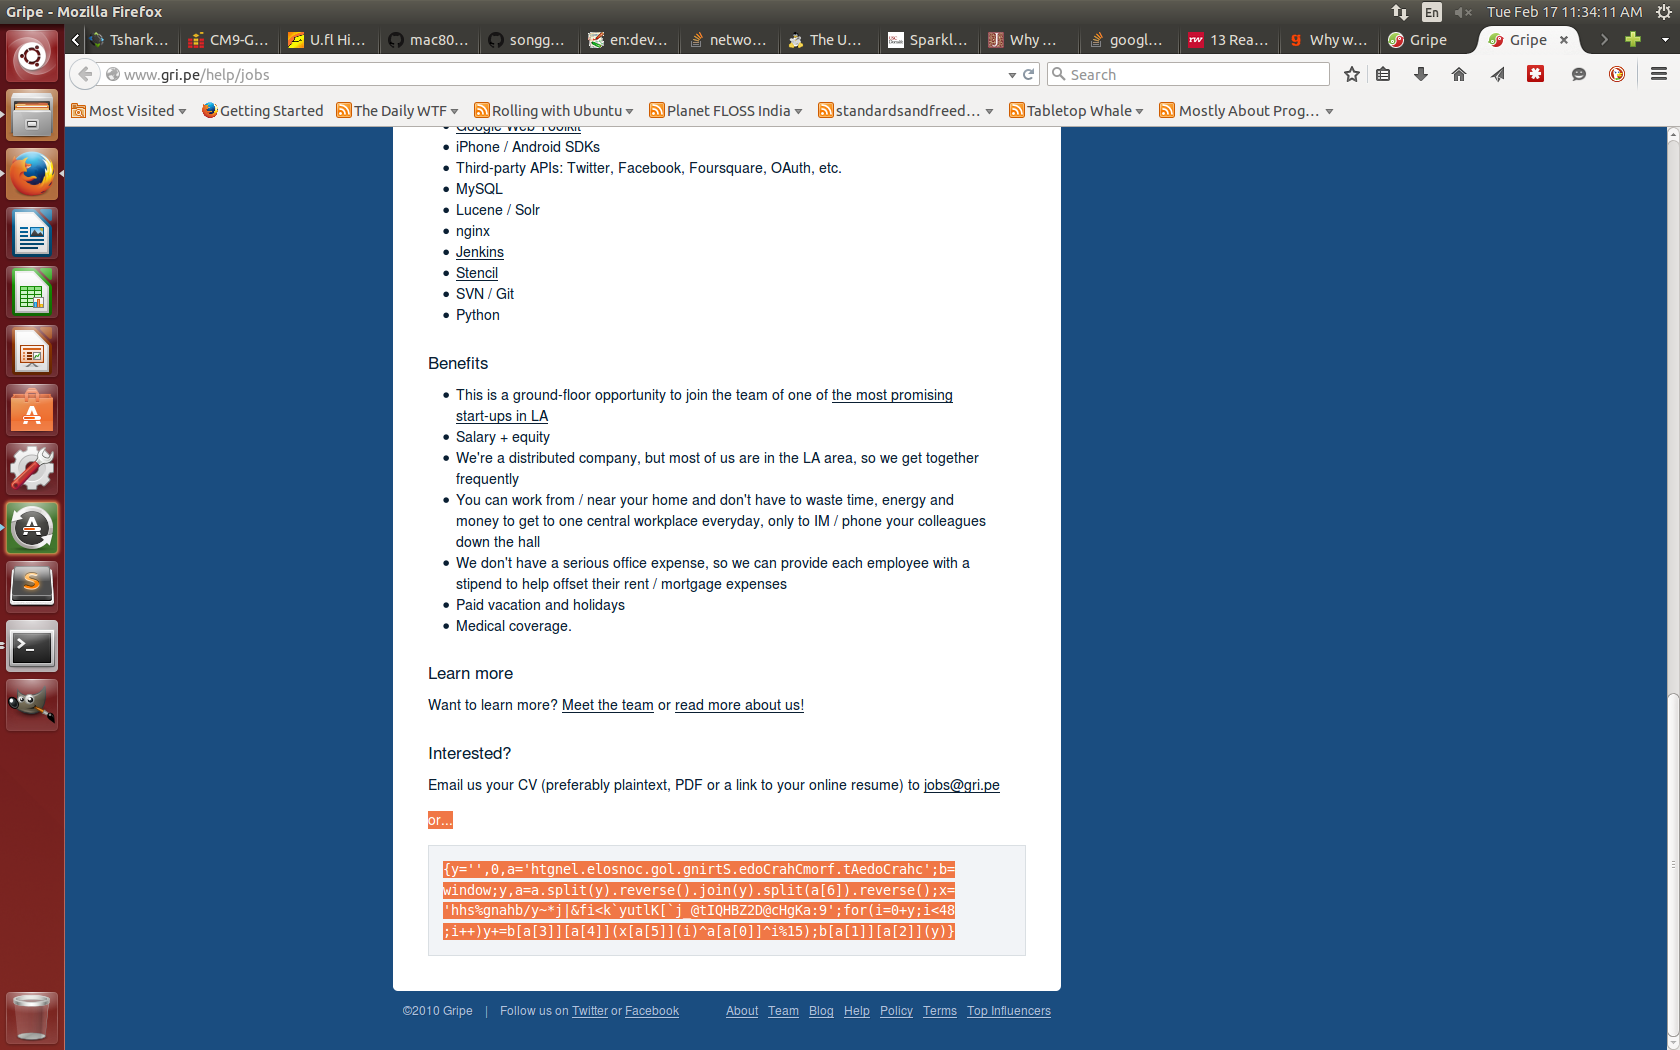 Gripe - Mozilla Firefox
En
Tue Feb 17 11:34:11 AM
Tshark...
CM9-G...
U.fl Hi...
mac80...
songg...
en:dev...
netwo...
The U...
Sparkl...
Why ...
googl...
13 Rea...
Why w...
Gripe
Gripe
www.gri.pe/help/jobs
Search
Most Visited
Getting Started
The Daily WTF
Rolling with Ubuntu
Planet FLOSS India
standardsandfreed...
Tabletop Whale
Mostly About Prog...
Google Web Toolkit
iPhone / Android SDKs
Third-party APIs: Twitter, Facebook, Foursquare, OAuth, etc.
MySQL
Lucene / Solr
nginx
Jenkins
Stencil
SVN / Git
Python
Benefits
This is a ground-floor opportunity to join the team of one of the most promising
start-ups in LA
Salary + equity
We're a distributed company, but most of us are in the LA area, so we get together
frequently
You can work from / near your home and don't have to waste time, energy and
money to get to one central workplace everyday, only to IM / phone your colleagues
down the hall
We don't have a serious office expense, so we can provide each employee with a
stipend to help offset their rent / mortgage expenses
Paid vacation and holidays
Medical coverage.
Learn more
Want to learn more? Meet the team or read more about us!
Interested?
Email us your CV (preferably plaintext, PDF or a link to your online resume) to jobs@gri.pe
or...
{y='',0,a='htgnel.elosnoc.gol.gnirtS.edoCrahCmorf.tAedoCrahc';b=
window;y,a=a.split(y).reverse().join(y).split(a[6]).reverse();x=
'hhs%gnahb/y~*j|&fi<k`yutlK[`j_@tIQHBZ2D@cHgKa:9';for(i=0+y;i<48
;i++)y+=b[a[3]][a[4]](x[a[5]](i)^a[a[0]]^i%15);b[a[1]][a[2]](y)}
©2010 Gripe | Follow us on Twitter or Facebook
About Team Blog Help Policy Terms Top Influencers